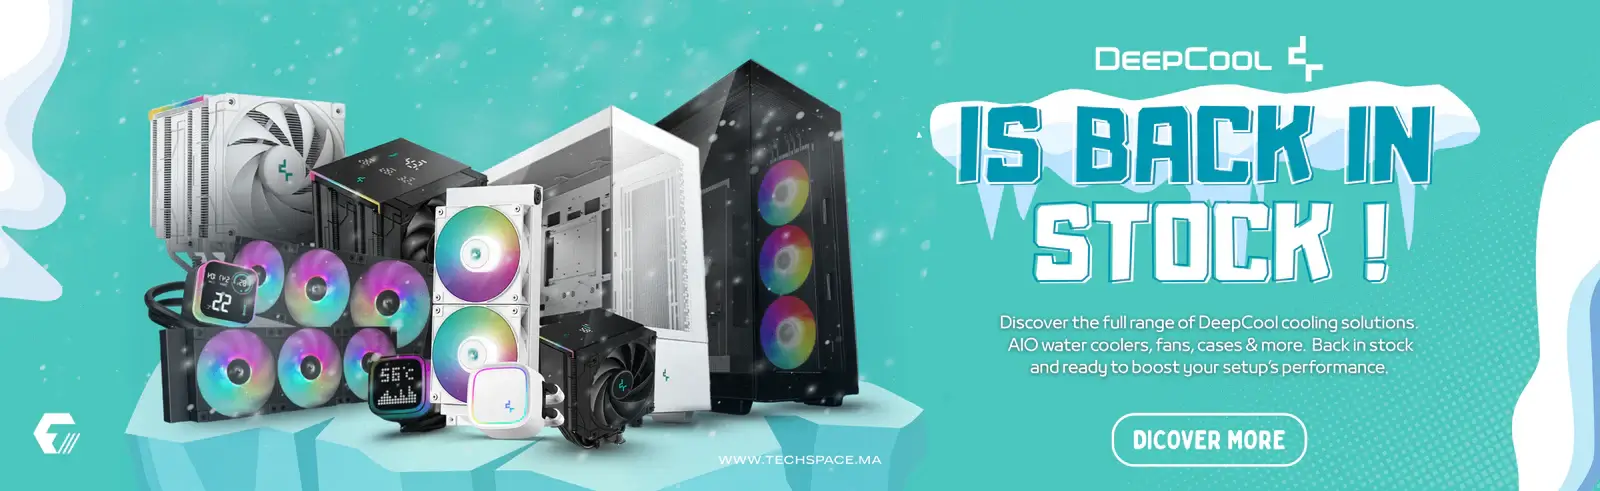 DEEPCOOL
IS BACK IN
STOCK !
Discover the full range of DeepCool cooling solutions.
AIO water coolers, fans, cases & more. Back in stock
and ready to boost your setup's performance.
DICOVER MORE
WWW.TECHSPACE.MA
22
56°C